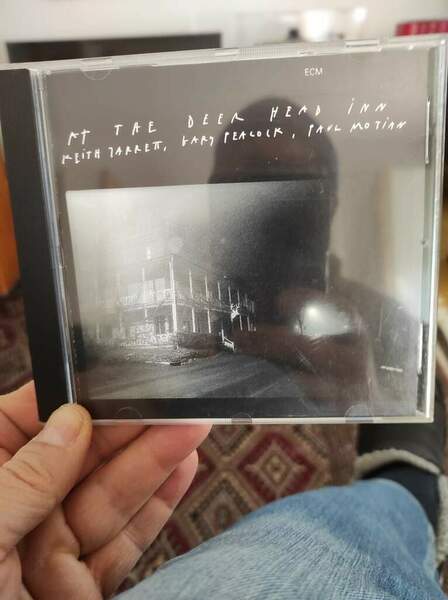 ECM
At THE DEER HEAD iNN
KEITH JARRETT, GARY PEACOCK, PAUL MOTIAN